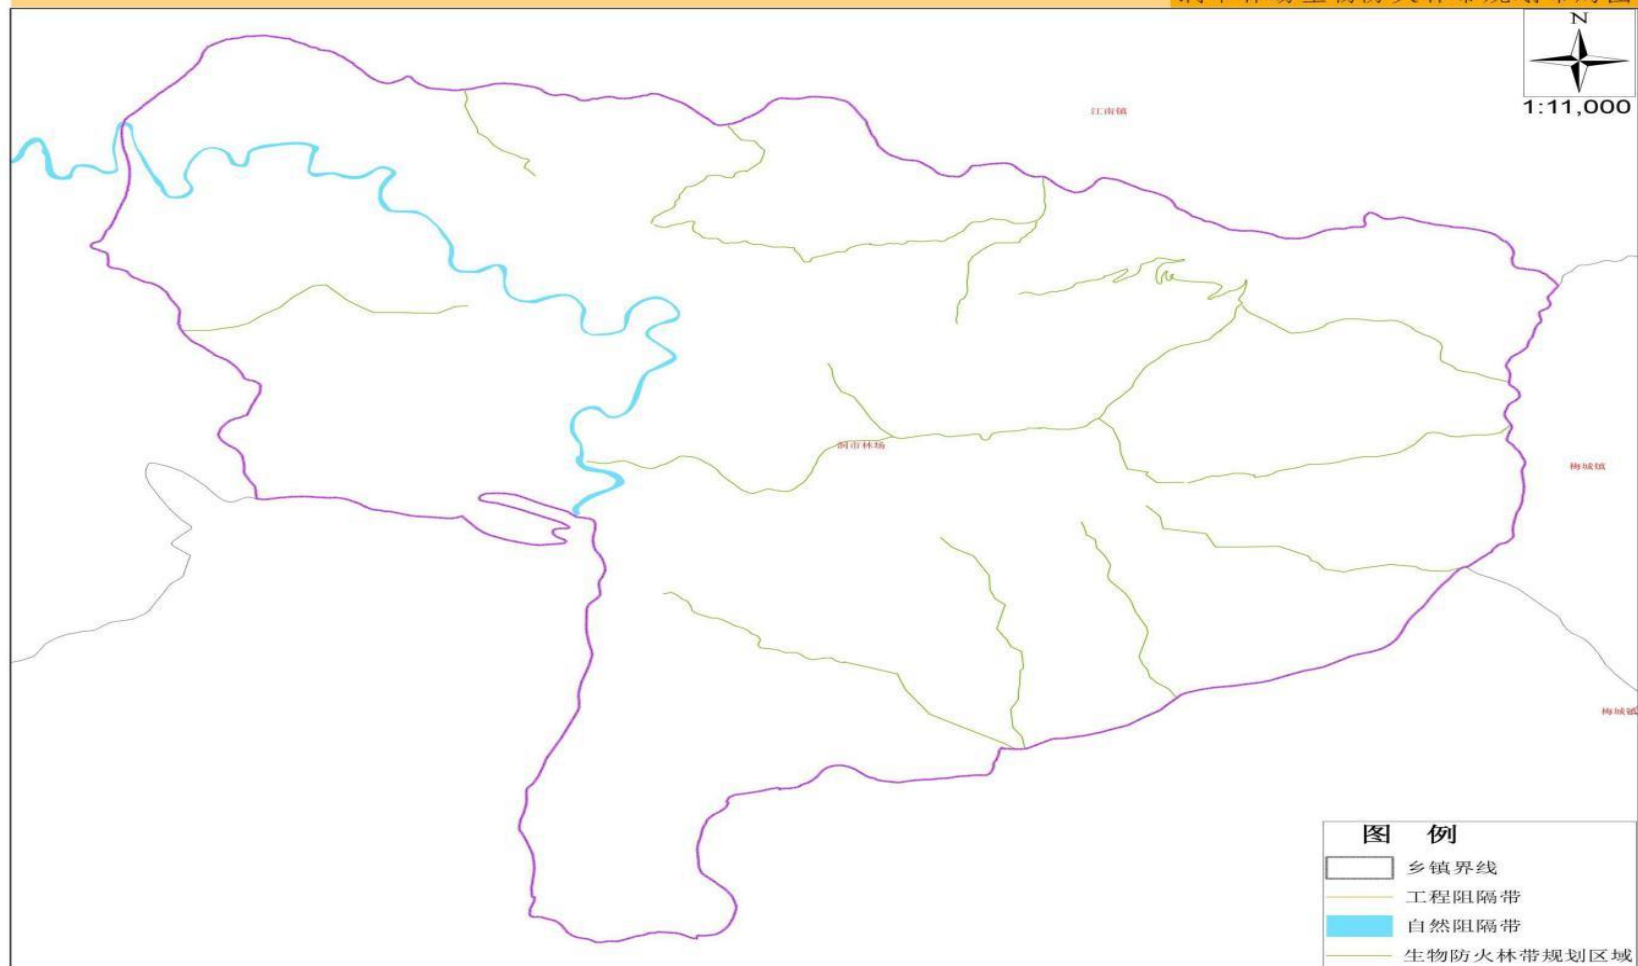 N
1:11,000
江南镇
洞市林场
梅城镇
梅城镇
图 例
乡镇界线
工程阻隔带
自然阻隔带
生物防火林带规划区域